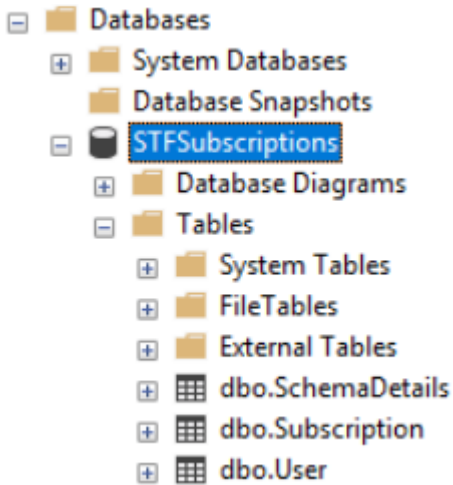 Databases
System Databases
Database Snapshots
STFSubscriptions
Database Diagrams
Tables
System Tables
FileTables
External Tables
dbo.SchemaDetails
dbo.Subscription
dbo.User